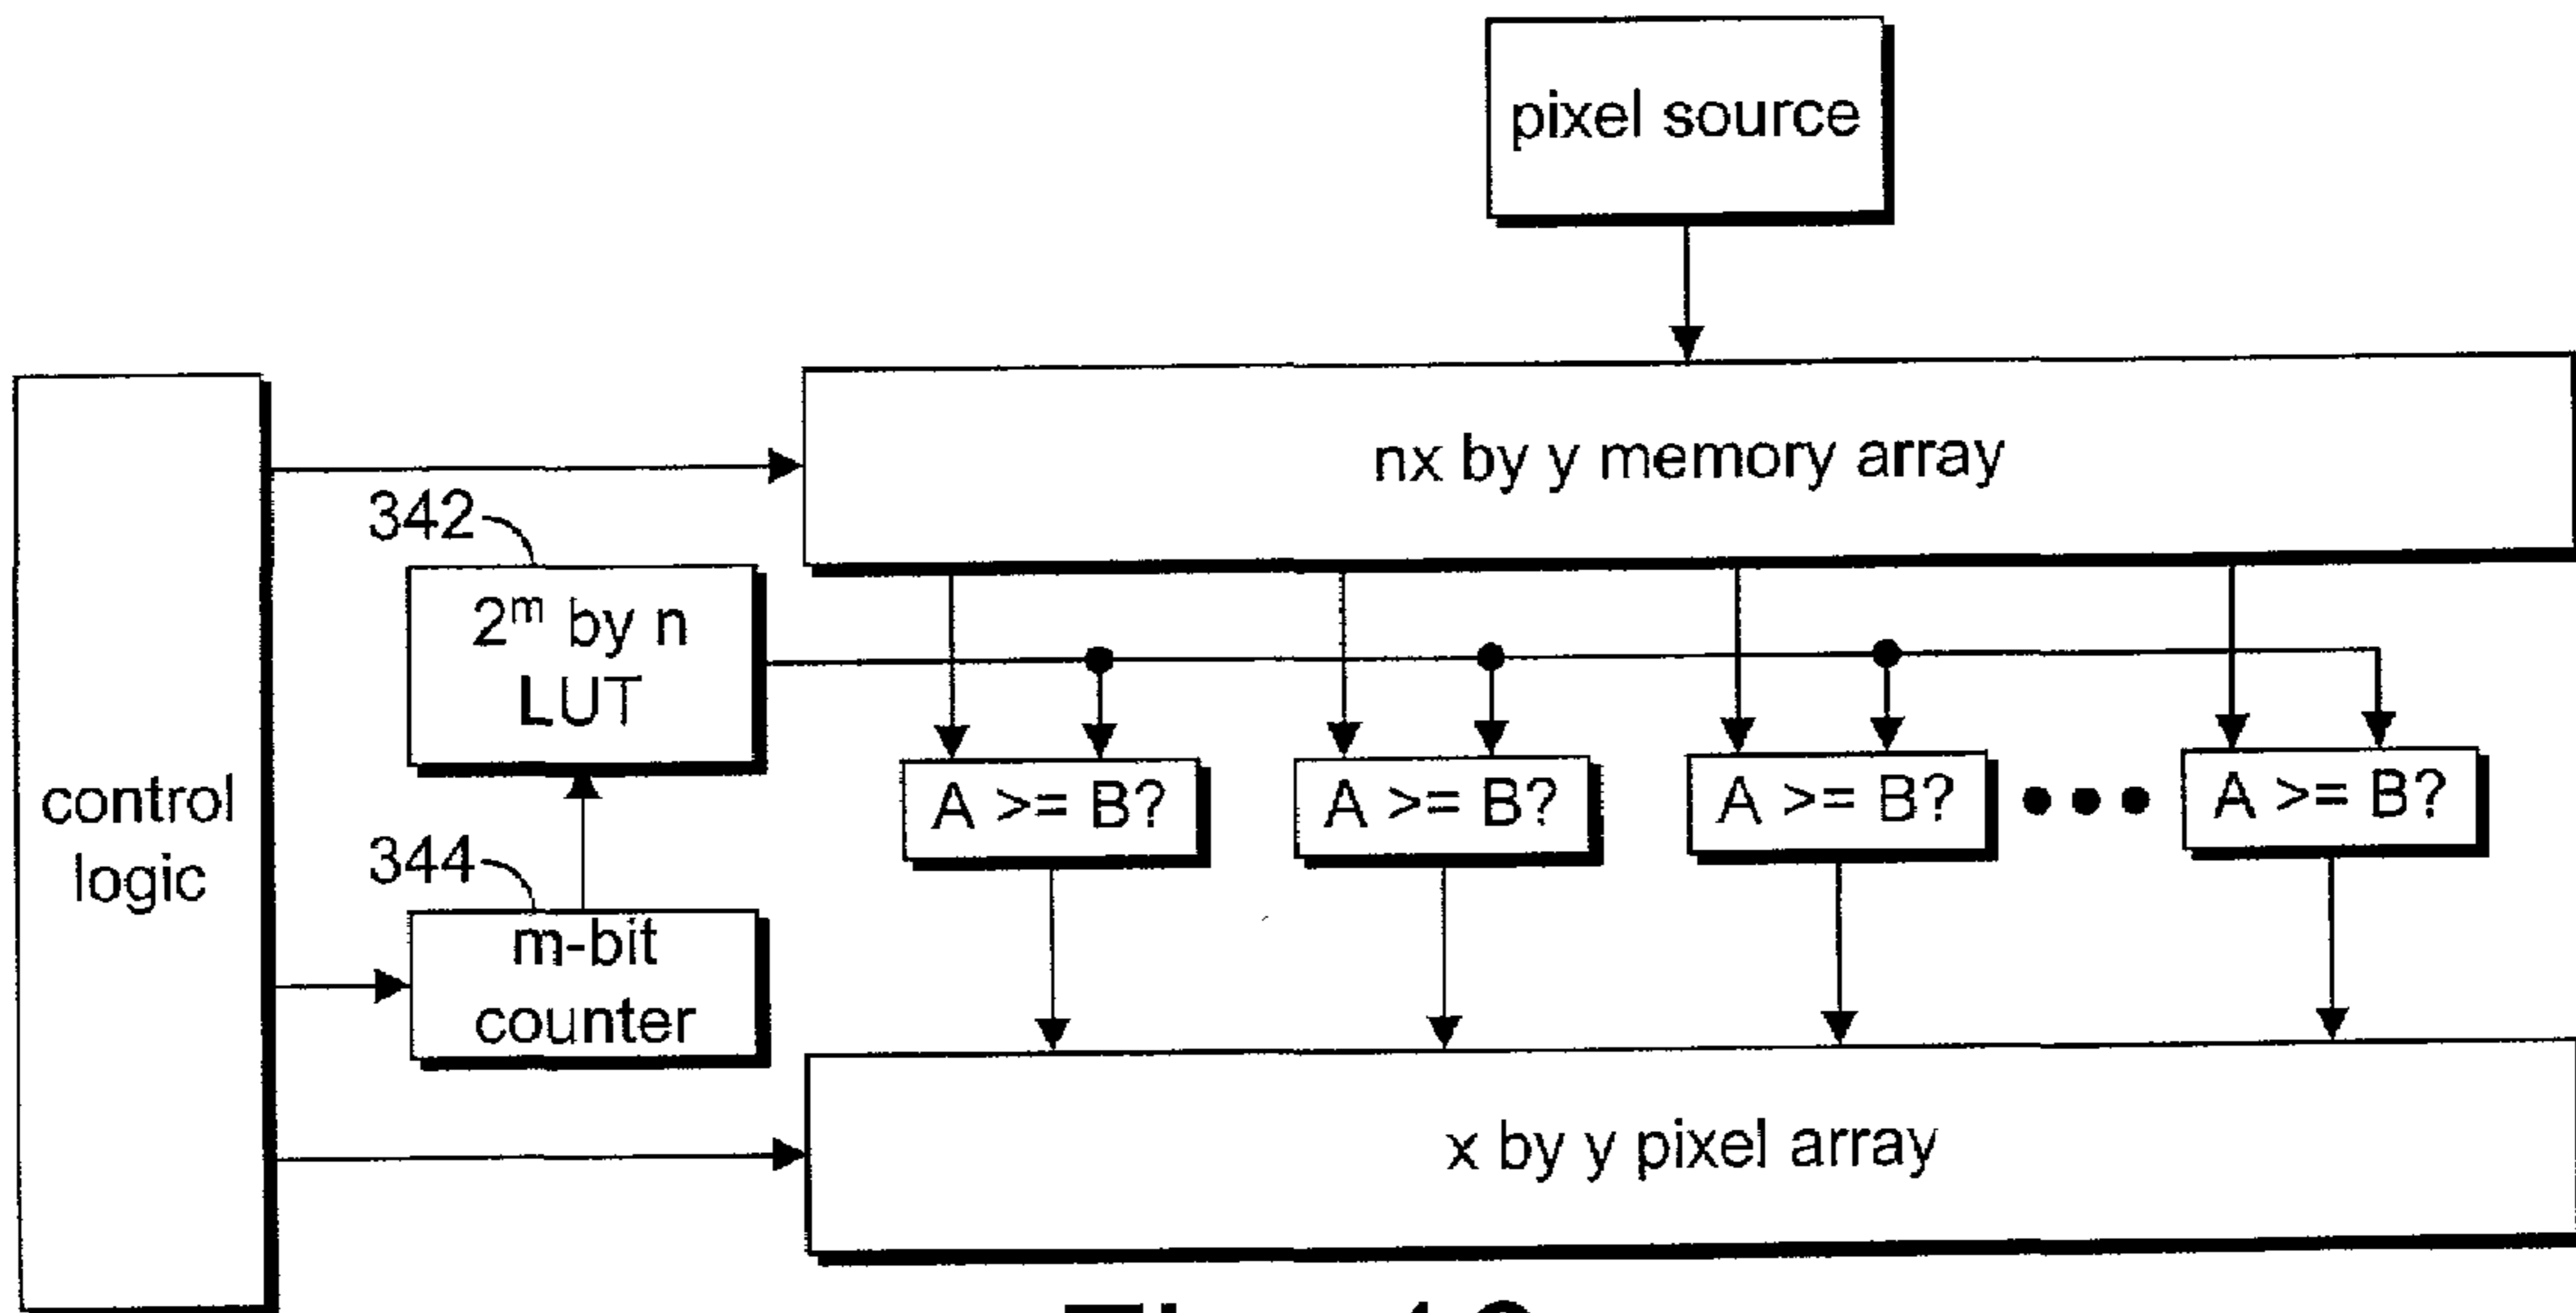 pixel source
nx by y memory array
342
2ᵐ by n
LUT
A >= B?
A >= B?
A >= B?
A >= B?
control
logic
344
m-bit
counter
x by y pixel array